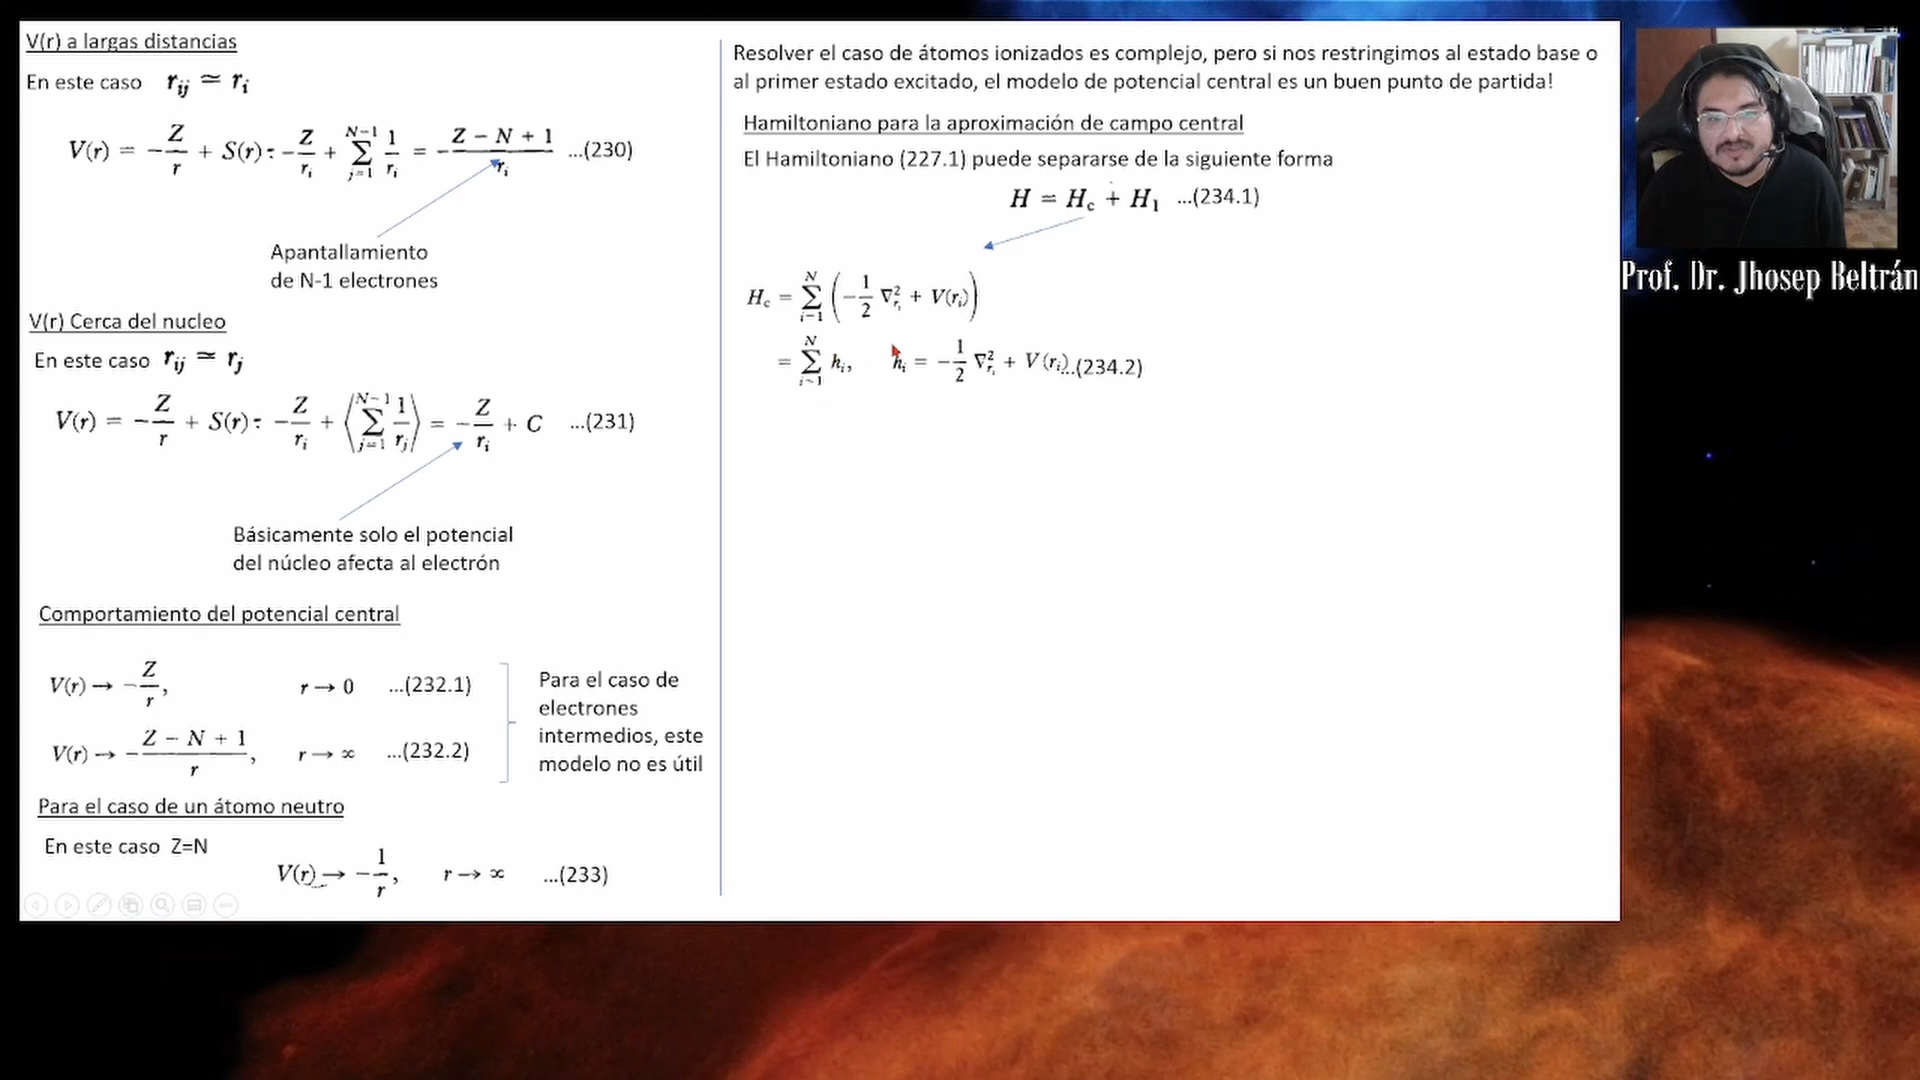 V(r) a largas distancias
En este caso r_ij ≃ r_i
V(r) = −Z/r + S(r) : −Z/r_i + ∑_{j=1}^{N−1} 1/r_i = −(Z − N + 1)/r_i ...(230)
Apantallamiento
de N-1 electrones
V(r) Cerca del nucleo
En este caso r_ij ≃ r_j
V(r) = −Z/r + S(r) : −Z/r_i + ⟨∑_{j=1}^{N−1} 1/r_j⟩ = −Z/r_i + C ...(231)
Básicamente solo el potencial
del núcleo afecta al electrón
Comportamiento del potencial central
V(r) → −Z/r, r → 0 ...(232.1)
V(r) → −(Z − N + 1)/r, r → ∞ ...(232.2)
Para el caso de
electrones
intermedios, este
modelo no es útil
Para el caso de un átomo neutro
En este caso Z=N
V(r) → −1/r, r → ∞ ...(233)
Resolver el caso de átomos ionizados es complejo, pero si nos restringimos al estado base o
al primer estado excitado, el modelo de potencial central es un buen punto de partida!
Hamiltoniano para la aproximación de campo central
El Hamiltoniano (227.1) puede separarse de la siguiente forma
H = H_c + H_1 ...(234.1)
H_c = ∑_{i=1}^{N} (−1/2 ∇²_{r_i} + V(r_i))
= ∑_{i=1}^{N} h_i, h_i = −1/2 ∇²_{r_i} + V(r_i)...(234.2)
Prof. Dr. Jhosep Beltrán